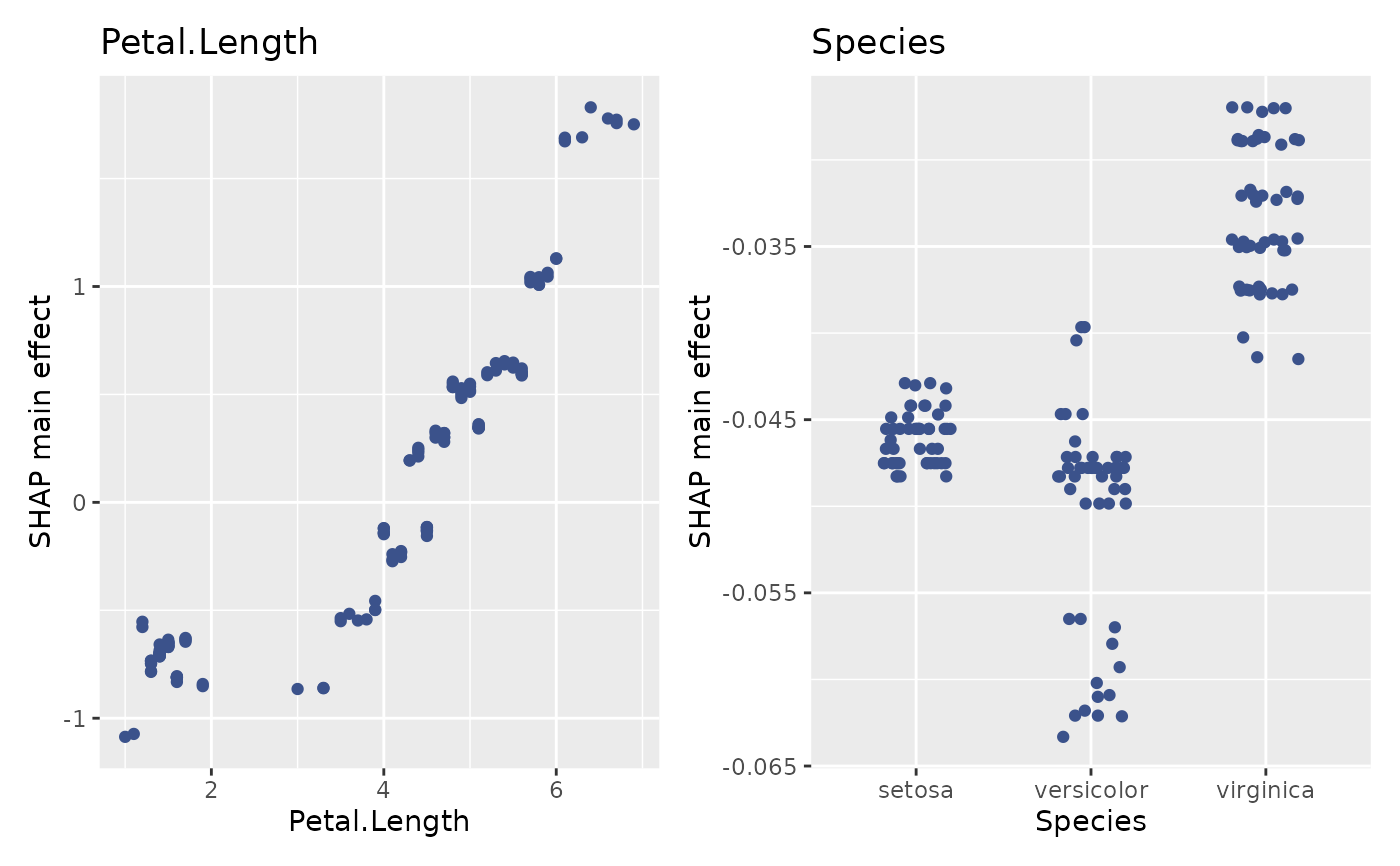 Petal.Length
SHAP main effect
1
0
-1
2 4 6
Petal.Length
Species
SHAP main effect
-0.035
-0.045
-0.055
-0.065
setosa versicolor virginica
Species